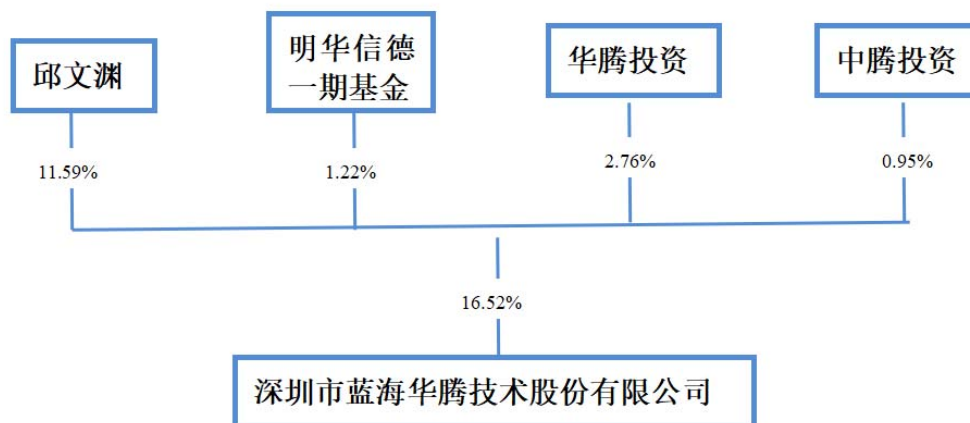 邱文渊
明华信德
一期基金
华腾投资
中腾投资
11.59%
1.22%
2.76%
0.95%
16.52%
深圳市蓝海华腾技术股份有限公司